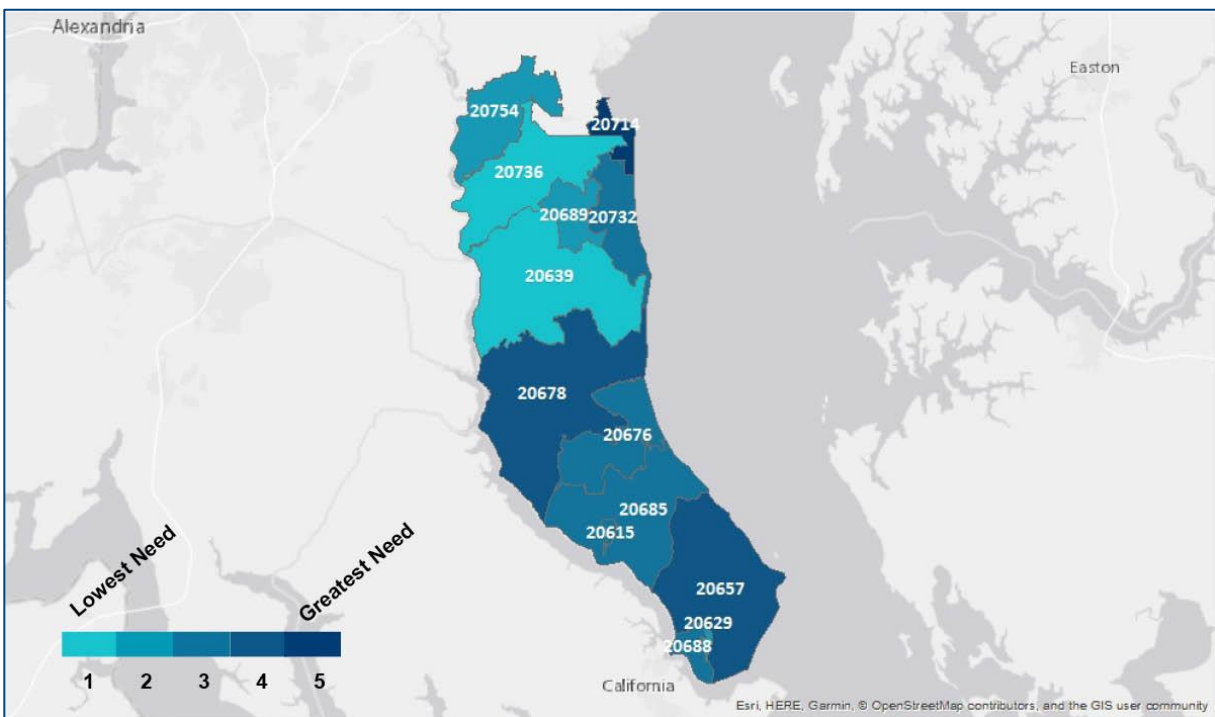 Alexandria
Easton
20754
20714
20736
20689
20732
20639
20678
20676
20685
20615
20657
20629
20688
Lowest Need
Greatest Need
1 2 3 4 5
California
Esri, HERE, Garmin, © OpenStreetMap contributors, and the GIS user community